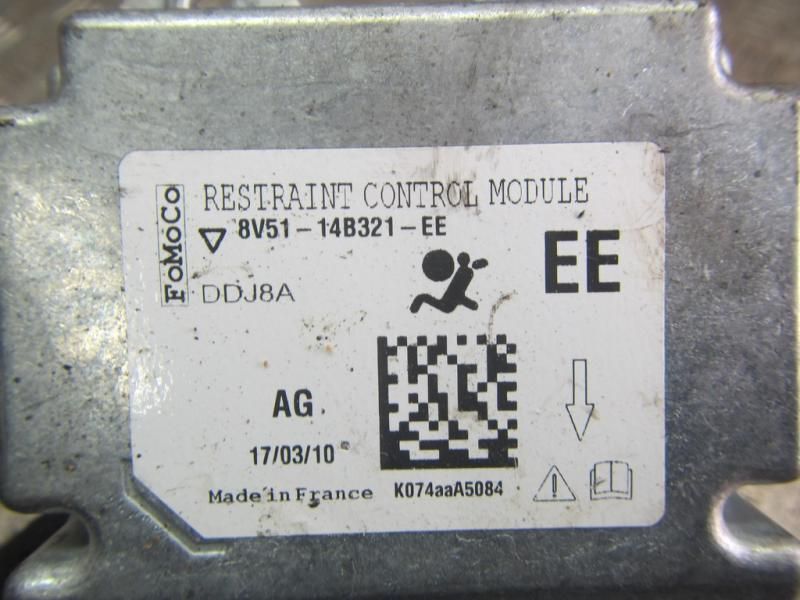 FoMoCo
RESTRAINT CONTROL MODULE
8V51-14B321-EE
EE
DDJ8A
AG
17/03/10
Made in France
K074aaA5084